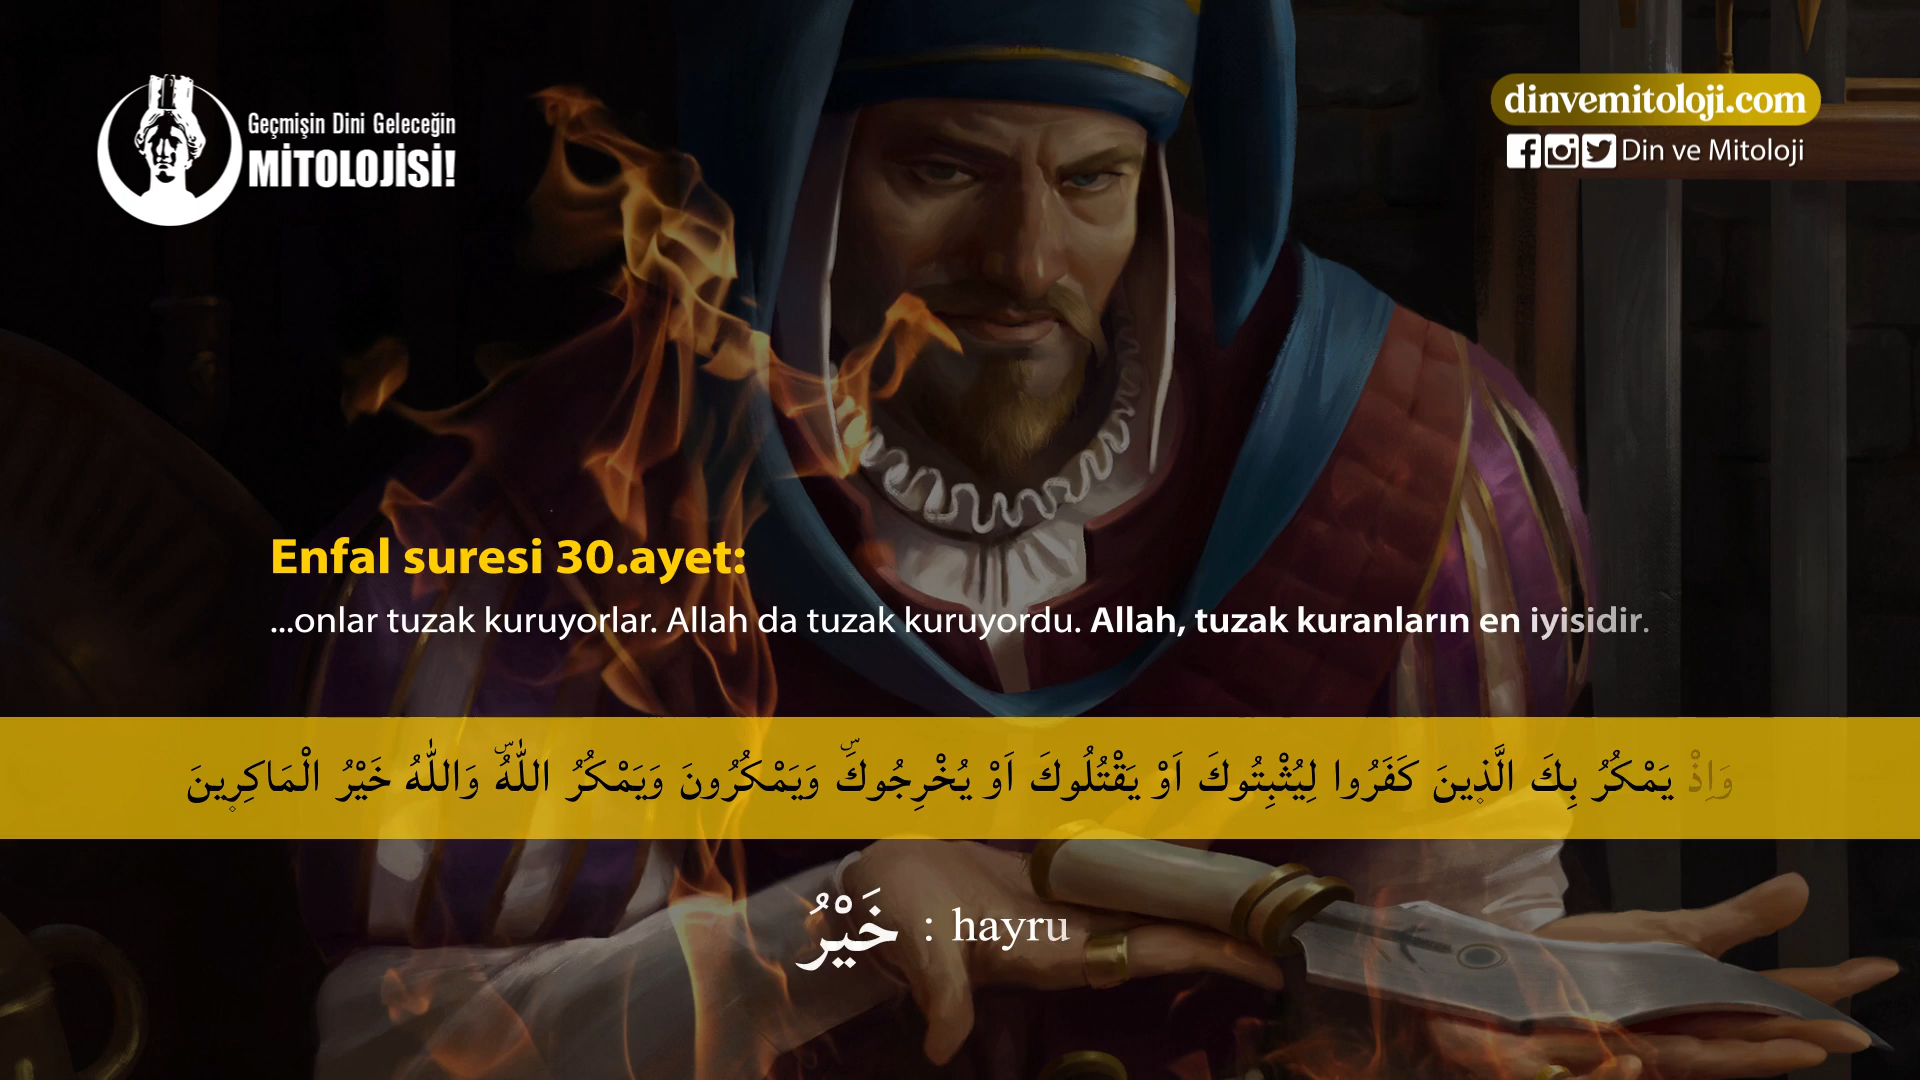 Geçmişin Dini Geleceğin
MİTOLOJİSİ!
dinvemitoloji.com
Din ve Mitoloji
Enfal suresi 30.ayet:
...onlar tuzak kuruyorlar. Allah da tuzak kuruyordu. Allah, tuzak kuranların en iyisidir.
وَاِذْ يَمْكُرُ بِكَ الَّذ۪ينَ كَفَرُوا لِيُثْبِتُوكَ اَوْ يَقْتُلُوكَ اَوْ يُخْرِجُوكَۜ وَيَمْكُرُونَ وَيَمْكُرُ اللّٰهُۜ وَاللّٰهُ خَيْرُ الْمَاكِر۪ينَ
خَيْرُ : hayru